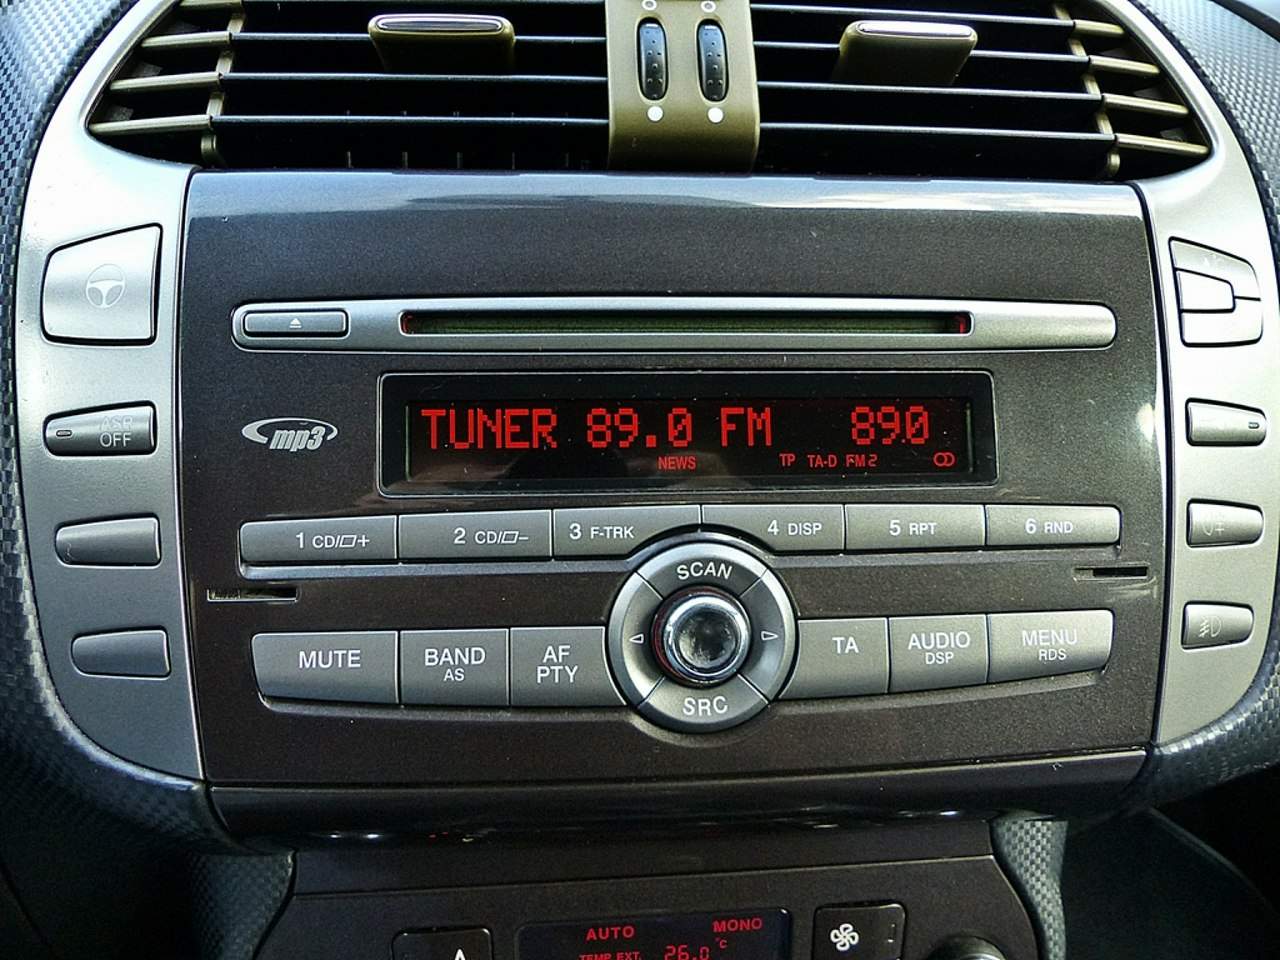 ASR
OFF
mp3
TUNER 89.0 FM 890
NEWS TP TA-D FM2
1 CD/+ 2 CD/- 3 F-TRK 4 DISP 5 RPT 6 RND
SCAN
MUTE BAND AF TA AUDIO MENU
AS PTY DSP RDS
SRC
AUTO MONO
TEMP EXT. 26.0 °C
A